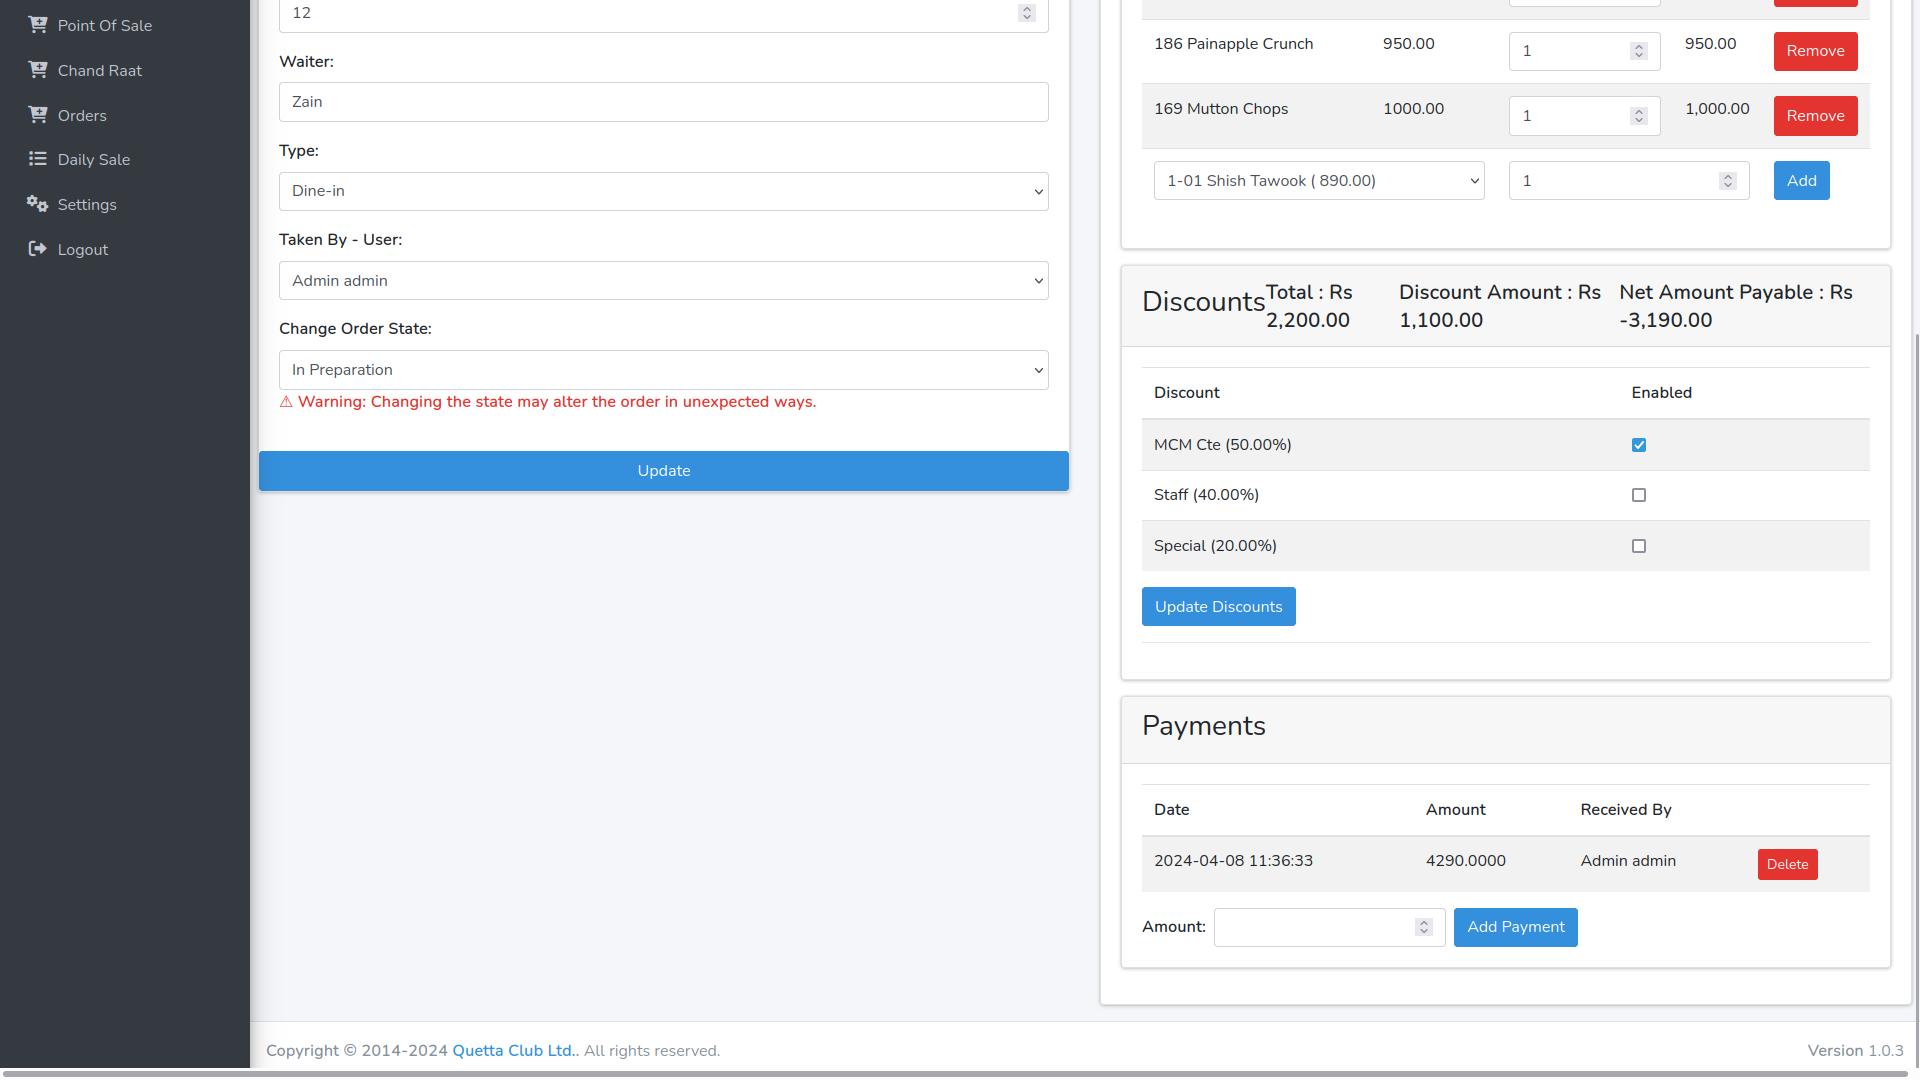 Point Of Sale
Chand Raat
Orders
Daily Sale
Settings
Logout
12
Waiter:
Zain
Type:
Dine-in
Taken By - User:
Admin admin
Change Order State:
In Preparation
⚠ Warning: Changing the state may alter the order in unexpected ways.
Update
186 Painapple Crunch 950.00 1 950.00 Remove
169 Mutton Chops 1000.00 1 1,000.00 Remove
1-01 Shish Tawook ( 890.00) 1 Add
Discounts
Total : Rs
2,200.00
Discount Amount : Rs
1,100.00
Net Amount Payable : Rs
-3,190.00
Discount Enabled
MCM Cte (50.00%)
Staff (40.00%)
Special (20.00%)
Update Discounts
Payments
Date Amount Received By
2024-04-08 11:36:33 4290.0000 Admin admin Delete
Amount: Add Payment
Copyright © 2014-2024 Quetta Club Ltd.. All rights reserved.
Version 1.0.3